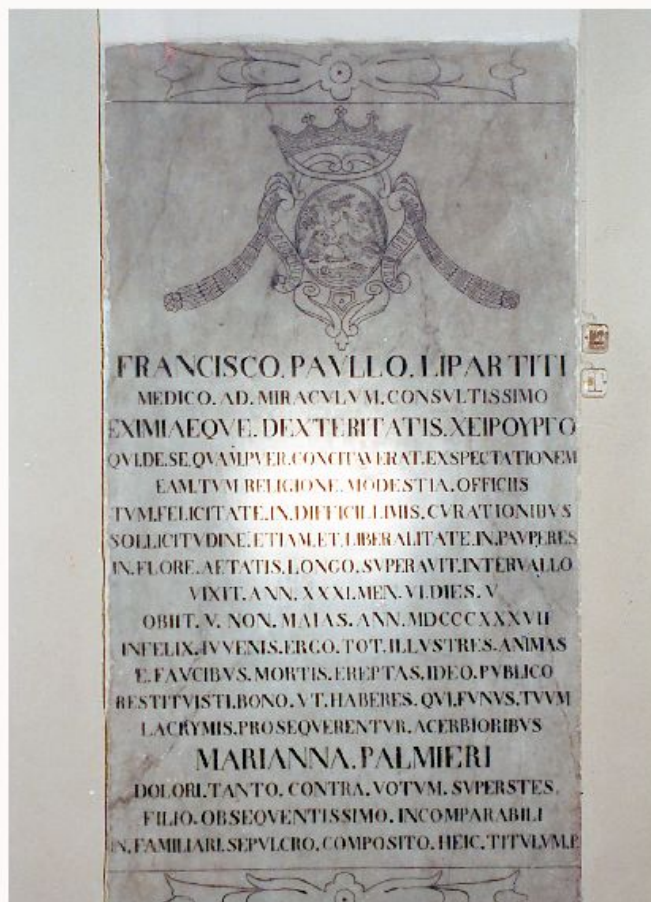 FRANCISCO. PAVLLO. LIPARTITI
MEDICO. AD. MIRACVLVM. CONSVLTISSIMO
EXIMIAEQVE. DEXTERITATIS. ΧΕΙΡΟΥΡΓΟ
QVI. DE. SE. QVAM. PVER. CONCITAVERAT. EXSPECTATIONEM
EAM. TVM. RELIGIONE. MODESTIA. OFFICIIS
TVM. FELICITATE. IN. DIFFICILLIMIS. CVRATIONIBVS
SOLLICITVDINE. ETIAM. ET. LIBERALITATE. IN. PAVPERES
IN. FLORE. AETATIS. LONGO. SVPERAVIT. INTERVALLO
VIXIT. ANN. XXXI. MEN. VI. DIES. V
OBIIT. V. NON. MAIAS. ANN. MDCCCXXXVII
INFELIX. IVVENIS. ERGO. TOT. ILLVSTRES. ANIMAS
E. FAVCIBVS. MORTIS. EREPTAS. IDEO. PVBLICO
RESTITVISTI. BONO. VT. HABERES. QVI. FVNVS. TVVM
LACRYMIS. PROSEQVERENTVR. ACERBIORIBVS
MARIANNA. PALMIERI
DOLORI. TANTO. CONTRA. VOTVM. SVPERSTES.
FILIO. OBSEQVENTISSIMO. INCOMPARABILI
IN. FAMILIARI. SEPVLCRO. COMPOSITO. HEIC. TITVLVM. P.